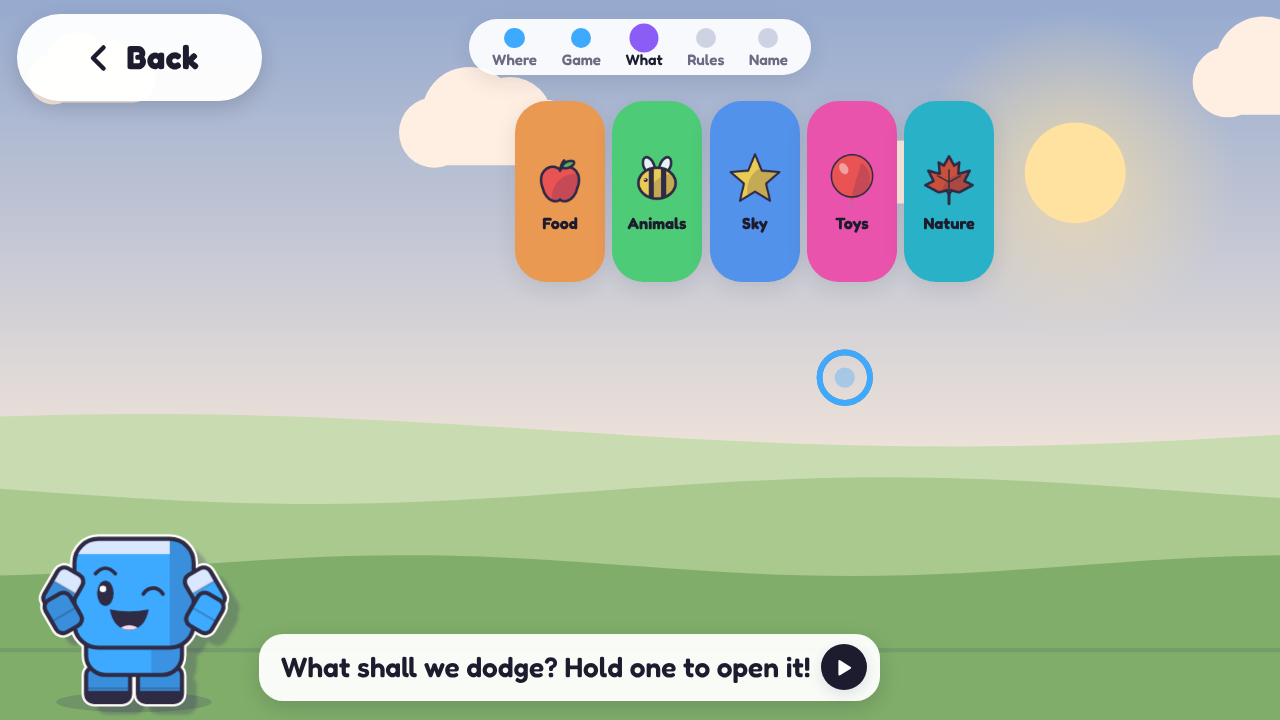 Back
Where Game What Rules Name
Food Animals Sky Toys Nature
What shall we dodge? Hold one to open it!